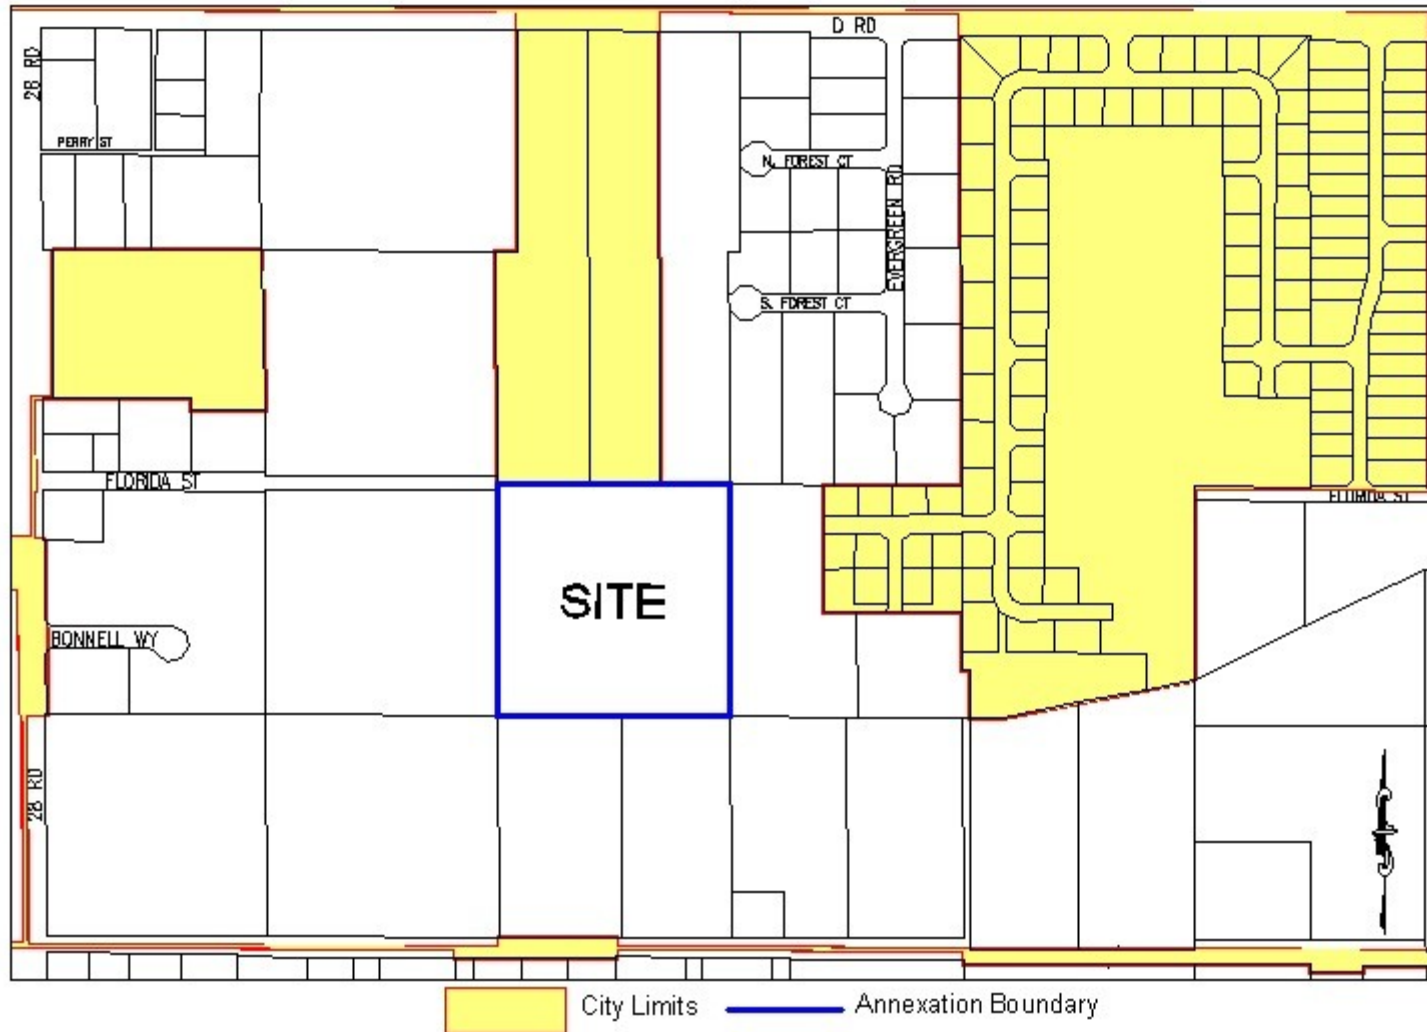 D RD
28 RD
PERRY ST
N. FOREST CT
EVERGREEN RD
S. FOREST CT
FLORIDA ST
FLORIDA ST
SITE
BONNELL WY
28 RD
City Limits
Annexation Boundary